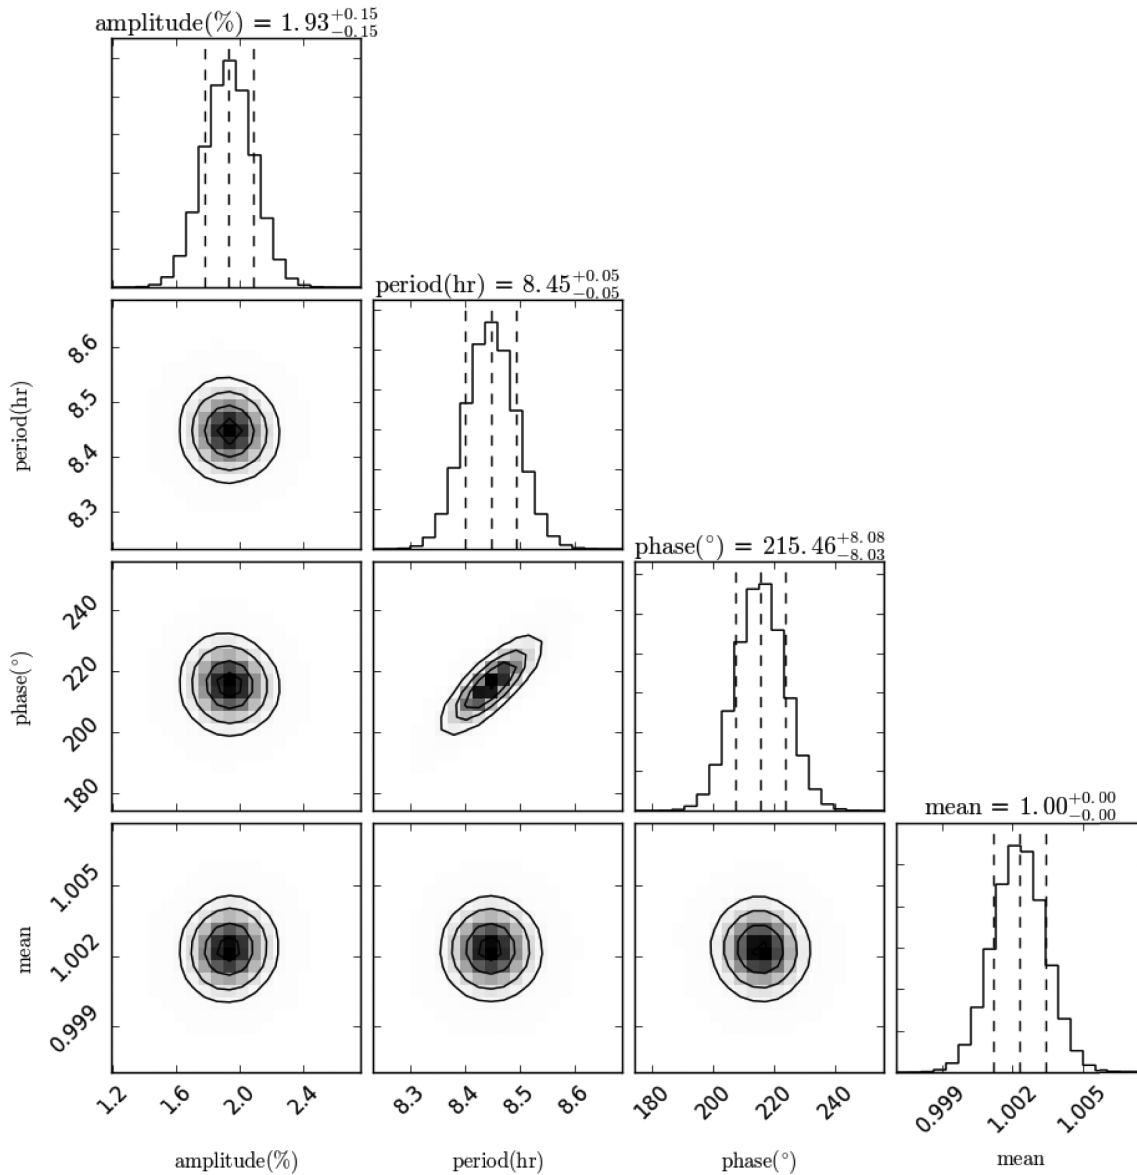 amplitude(%) = 1.93+0.15 −0.15
period(hr) = 8.45+0.05 −0.05
8.6
8.5
8.4
8.3
period(hr)
phase(°) = 215.46+8.08 −8.03
240
220
200
180
phase(°)
mean = 1.00+0.00 −0.00
1.005
1.002
0.999
mean
1.2 1.6 2.0 2.4
8.3 8.4 8.5 8.6
180 200 220 240
0.999 1.002 1.005
amplitude(%) period(hr) phase(°) mean